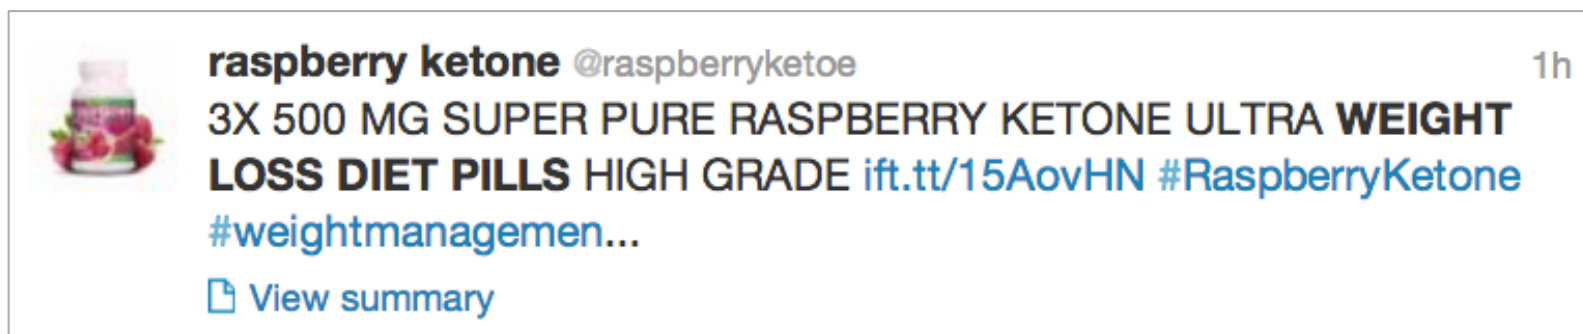 raspberry ketone @raspberryketoe 1h
3X 500 MG SUPER PURE RASPBERRY KETONE ULTRA WEIGHT
LOSS DIET PILLS HIGH GRADE ift.tt/15AovHN #RaspberryKetone
#weightmanagemen...
View summary